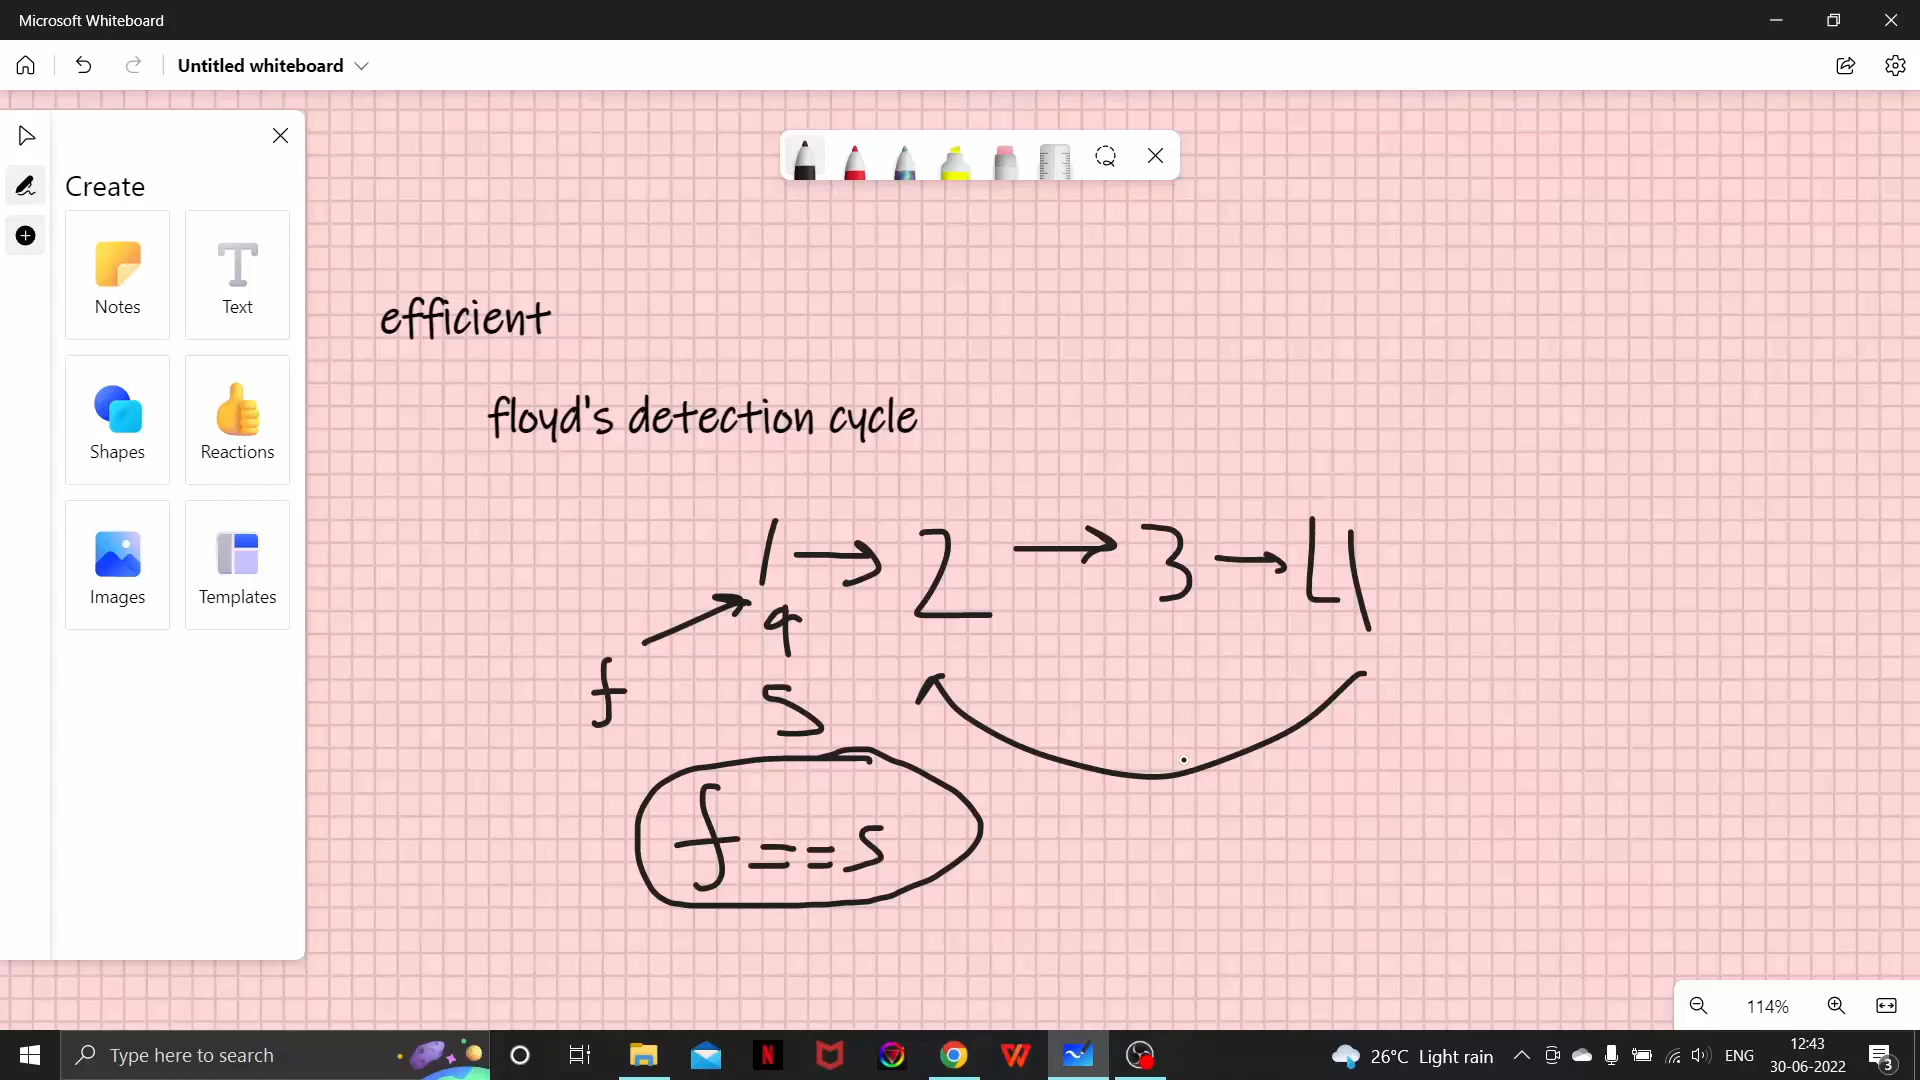 Microsoft Whiteboard
Untitled whiteboard
Create
Notes
Text
Shapes
Reactions
Images
Templates
efficient
floyd's detection cycle
1 → 2 → 3 → 4
f
s
f == s
114%
Type here to search
26°C Light rain
ENG
12:43
30-06-2022
3